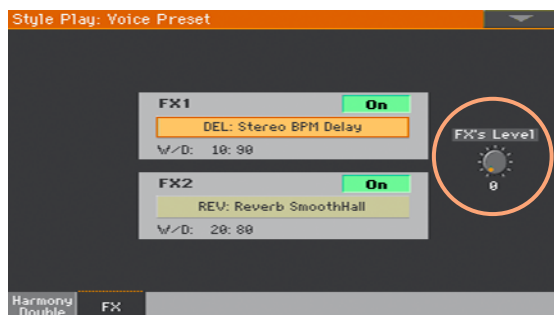 Style Play: Voice Preset
FX1
On
DEL: Stereo BPM Delay
W/D: 10:90
FX's Level
0
FX2
On
REV: Reverb SmoothHall
W/D: 20:80
Harmony
Double
FX